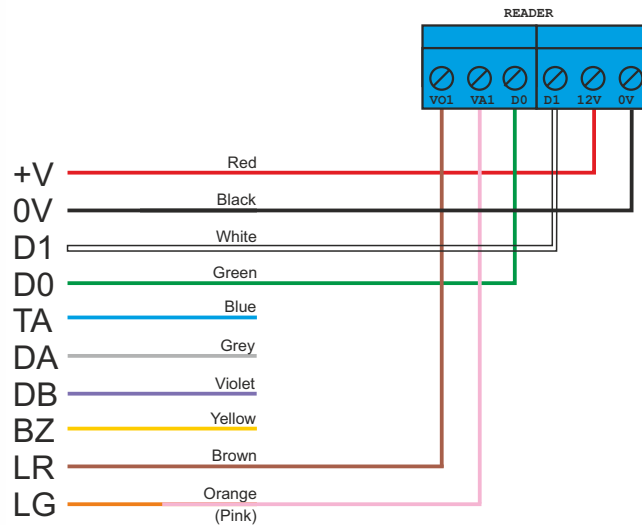 READER
VO1 VA1 D0 D1 12V 0V
+V Red
0V Black
D1 White
D0 Green
TA Blue
DA Grey
DB Violet
BZ Yellow
LR Brown
LG Orange
(Pink)